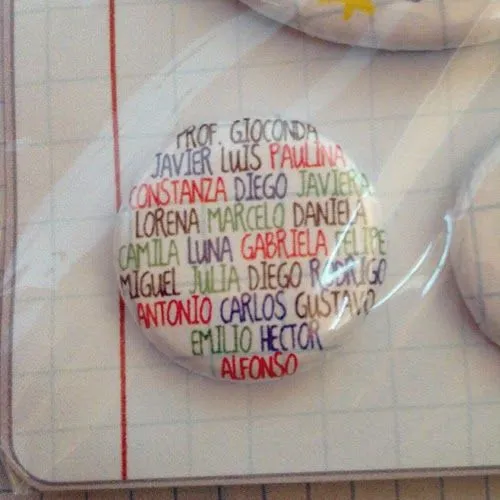 PROF. GIOCONDA
JAVIER LUIS PAULINA
CONSTANZA DIEGO JAVIERA
LORENA MARCELO DANIELA
CAMILA LUNA GABRIELA FELIPE
MIGUEL JULIA DIEGO RODRIGO
ANTONIO CARLOS GUSTAVO
EMILIO HECTOR
ALFONSO